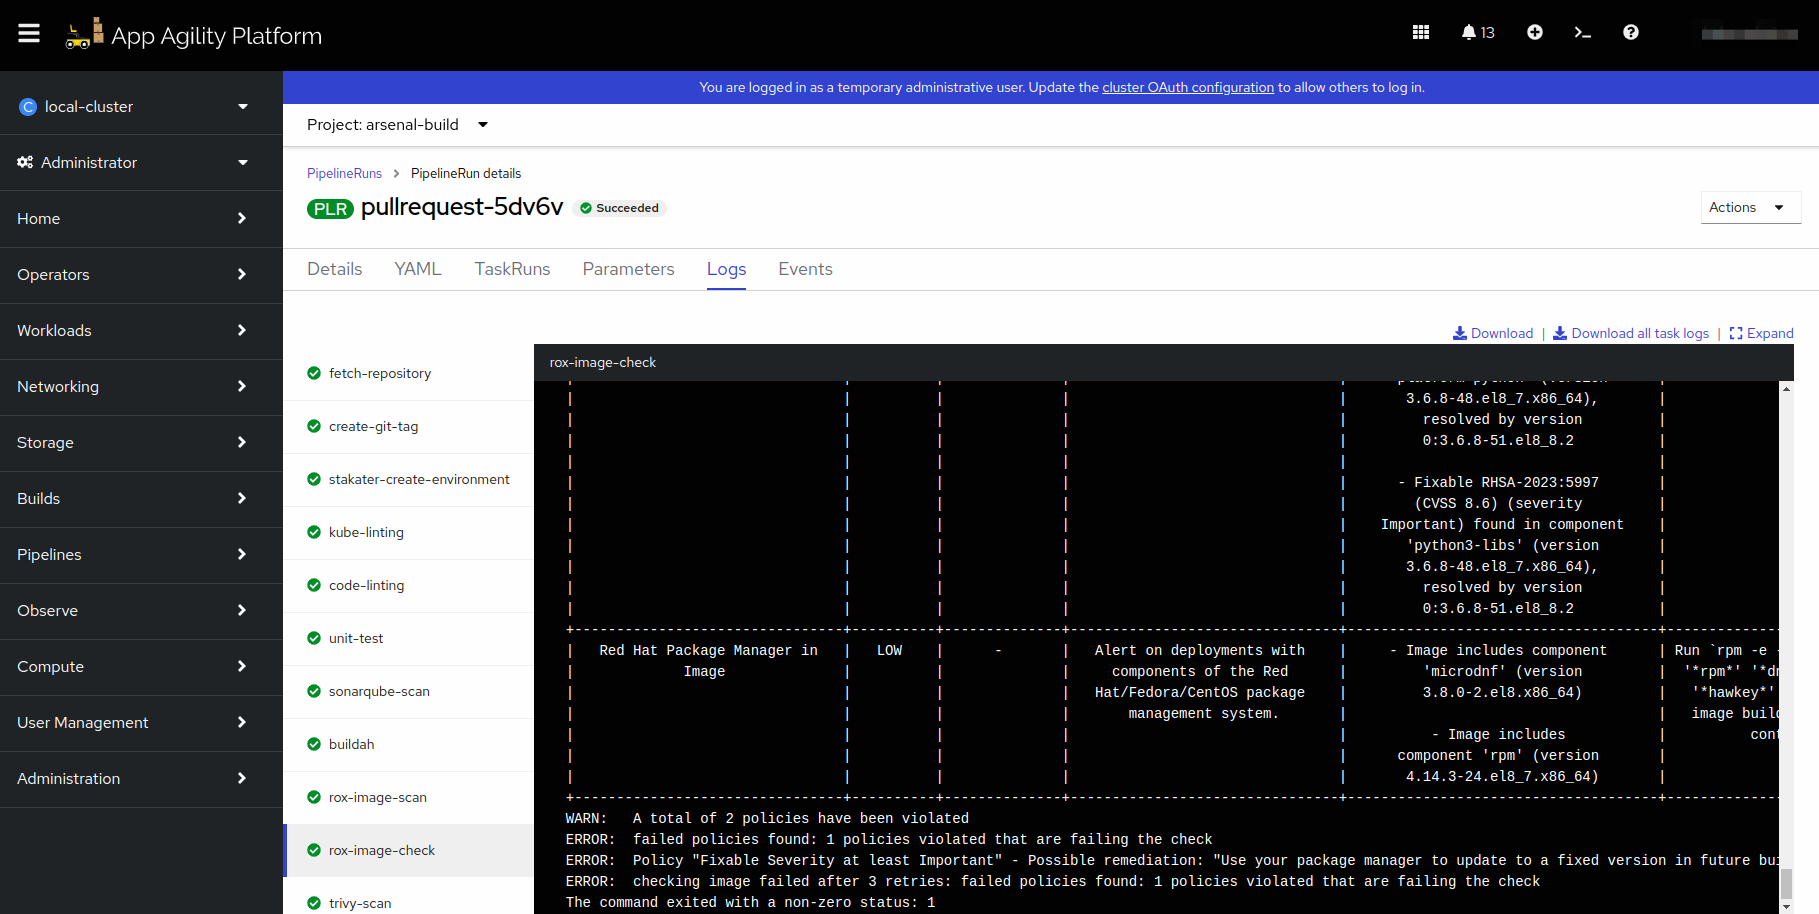 App Agility Platform
13
You are logged in as a temporary administrative user. Update the cluster OAuth configuration to allow others to log in.
C local-cluster
Administrator
Home
Operators
Workloads
Networking
Storage
Builds
Pipelines
Observe
Compute
User Management
Administration
Project: arsenal-build
PipelineRuns > PipelineRun details
PLR pullrequest-5dv6v Succeeded
Actions
Details YAML TaskRuns Parameters Logs Events
Download | Download all task logs | Expand
fetch-repository
create-git-tag
stakater-create-environment
kube-linting
code-linting
unit-test
sonarqube-scan
buildah
rox-image-scan
rox-image-check
trivy-scan
rox-image-check
platform-python' (version
3.6.8-48.el8_7.x86_64),
resolved by version
0:3.6.8-51.el8_8.2
- Fixable RHSA-2023:5997
(CVSS 8.6) (severity
Important) found in component
'python3-libs' (version
3.6.8-48.el8_7.x86_64),
resolved by version
0:3.6.8-51.el8_8.2
Red Hat Package Manager in | LOW | - | Alert on deployments with | - Image includes component | Run `rpm -e
Image | components of the Red | 'microdnf' (version | '*rpm*' '*dn
Hat/Fedora/CentOS package | 3.8.0-2.el8.x86_64) | '*hawkey*'
management system. | image build
- Image includes | cont
component 'rpm' (version
4.14.3-24.el8_7.x86_64)
WARN: A total of 2 policies have been violated
ERROR: failed policies found: 1 policies violated that are failing the check
ERROR: Policy "Fixable Severity at least Important" - Possible remediation: "Use your package manager to update to a fixed version in future bui
ERROR: checking image failed after 3 retries: failed policies found: 1 policies violated that are failing the check
The command exited with a non-zero status: 1